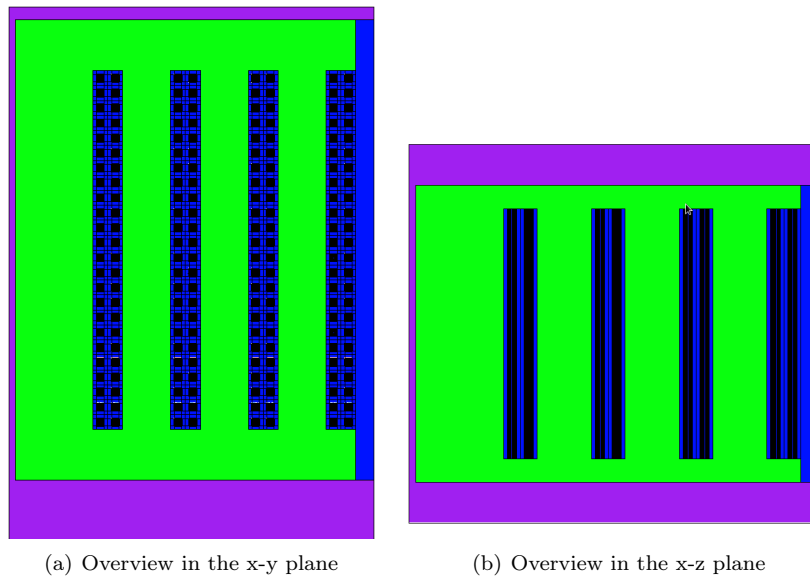 (a) Overview in the x-y plane
(b) Overview in the x-z plane